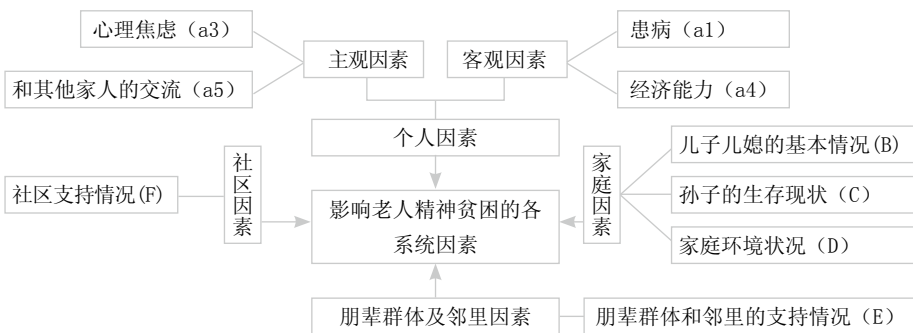 心理焦虑（a3）
患病（a1）
主观因素
客观因素
和其他家人的交流（a5）
经济能力（a4）
个人因素
儿子儿媳的基本情况(B)
社区因素
家庭因素
社区支持情况(F)
孙子的生存现状（C）
影响老人精神贫困的各
系统因素
家庭环境状况（D）
朋辈群体及邻里因素
朋辈群体和邻里的支持情况（E）